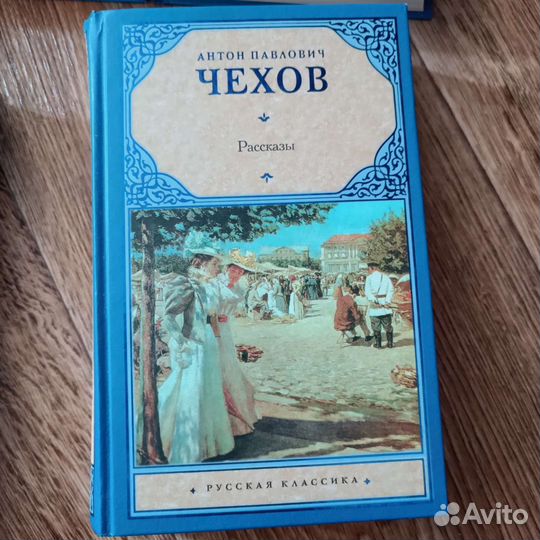 АНТОН ПАВЛОВИЧ
ЧЕХОВ
Рассказы
РУССКАЯ КЛАССИКА
Avito